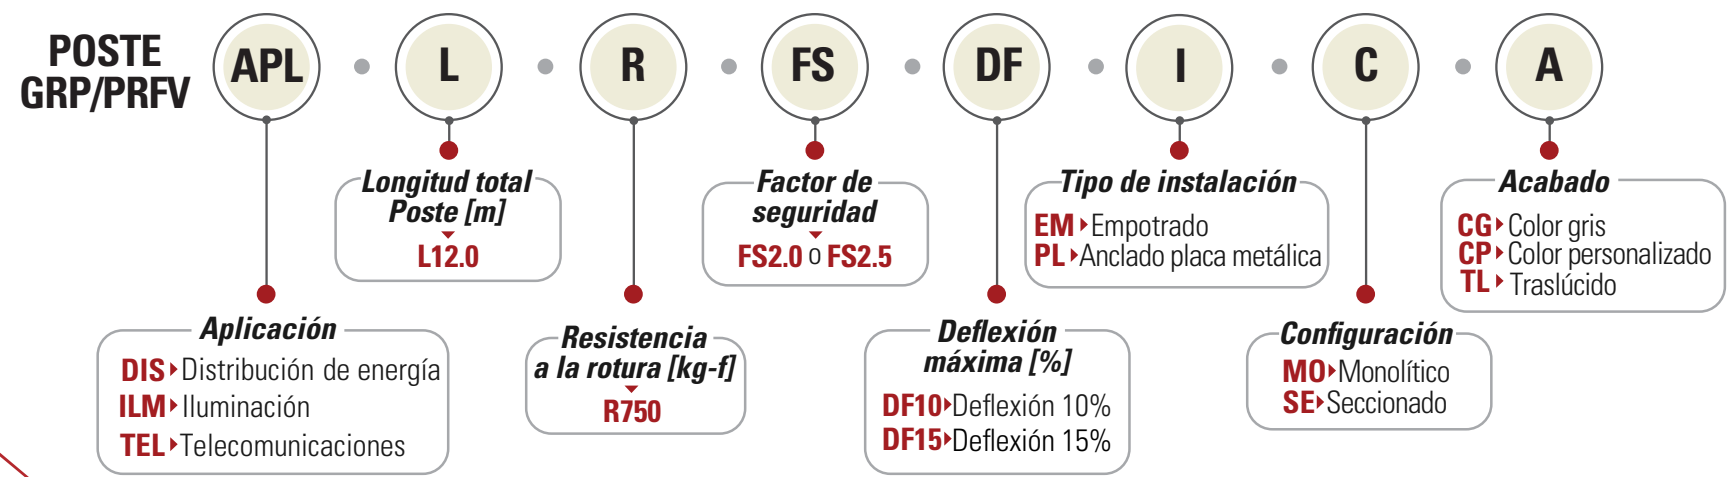 POSTE
GRP/PRFV
APL • L • R • FS • DF • I • C • A
Aplicación
DIS Distribución de energía
ILM Iluminación
TEL Telecomunicaciones
Longitud total
Poste [m]
L12.0
Resistencia
a la rotura [kg-f]
R750
Factor de
seguridad
FS2.0 o FS2.5
Deflexión
máxima [%]
DF10 Deflexión 10%
DF15 Deflexión 15%
Tipo de instalación
EM Empotrado
PL Anclado placa metálica
Configuración
MO Monolítico
SE Seccionado
Acabado
CG Color gris
CP Color personalizado
TL Traslúcido